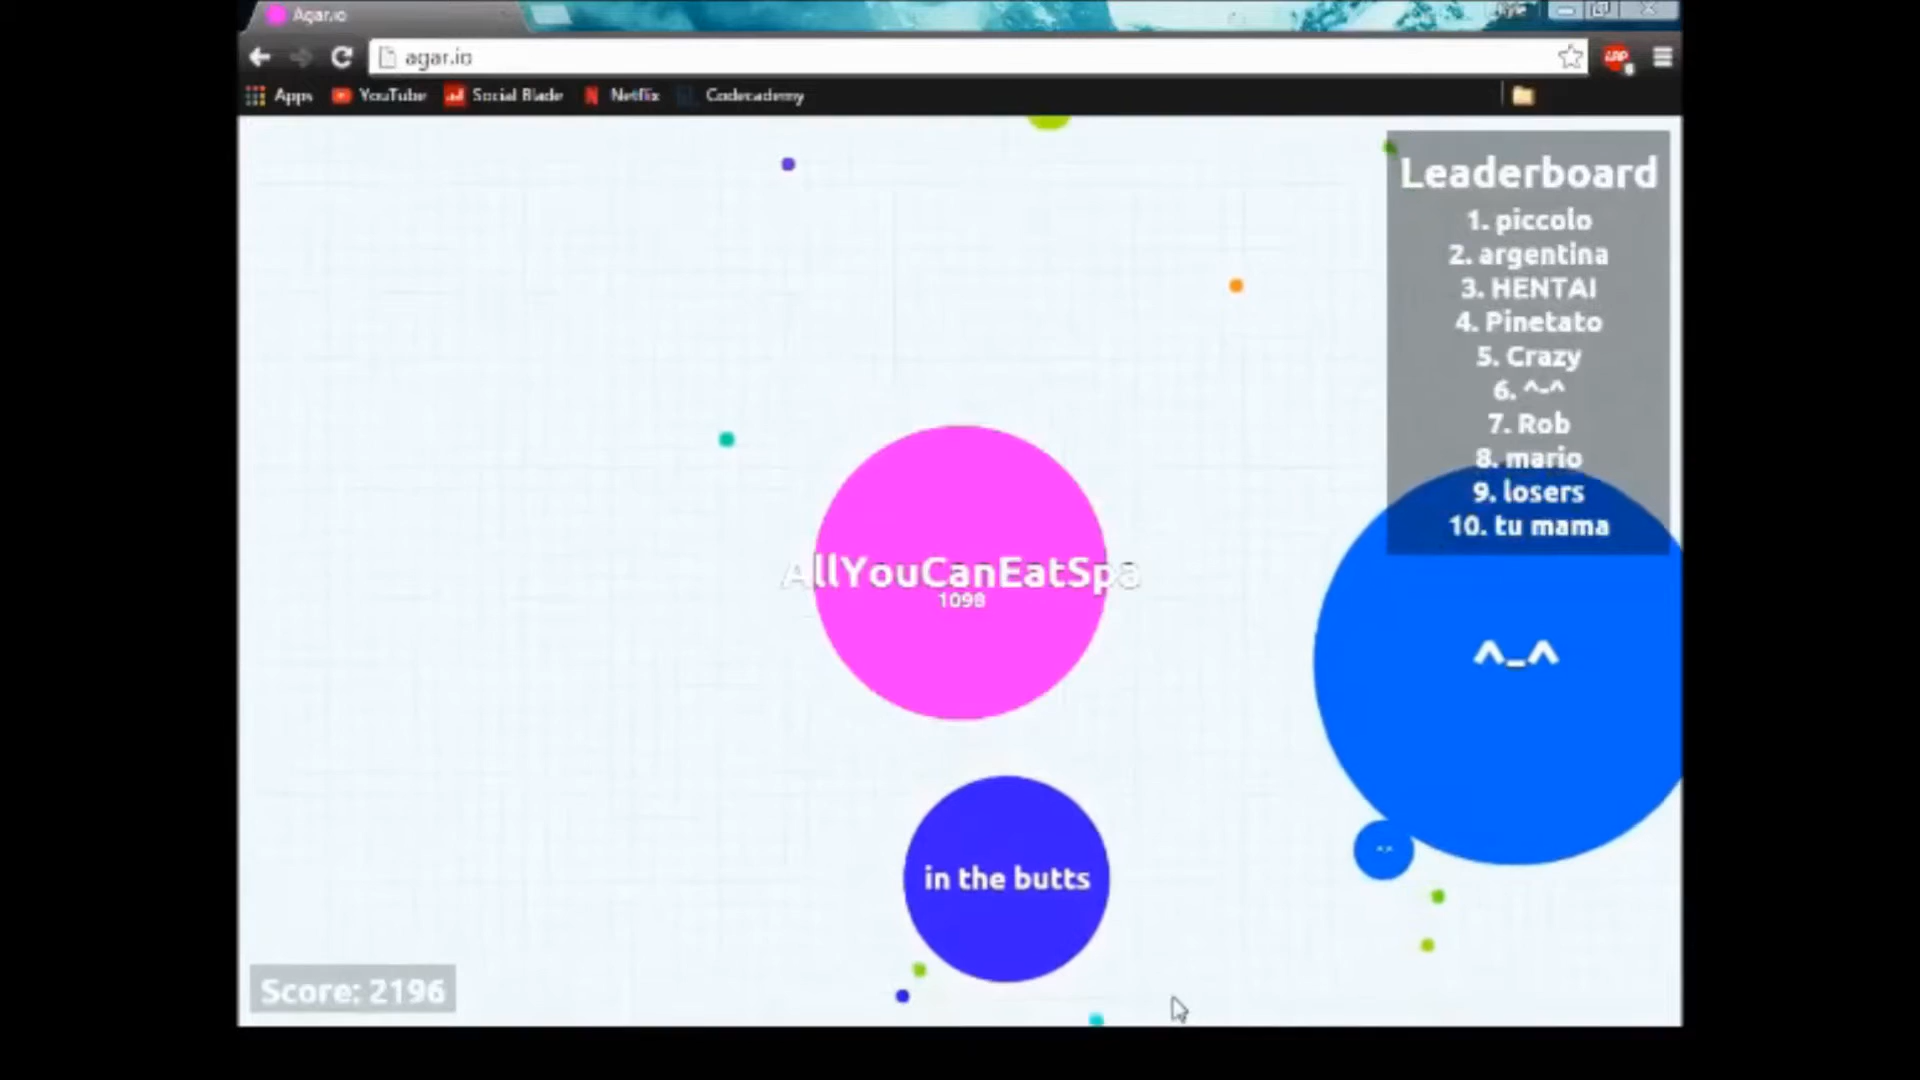 Agar.io
Kyle
agar.io
ABP
Apps YouTube Social Blade Netflix Codecademy
Leaderboard
1. piccolo
2. argentina
3. HENTAI
4. Pinetato
5. Crazy
6. ^-^
7. Rob
8. mario
9. losers
10. tu mama
AllYouCanEatSpa
1098
^_^
in the butts
Score: 2196